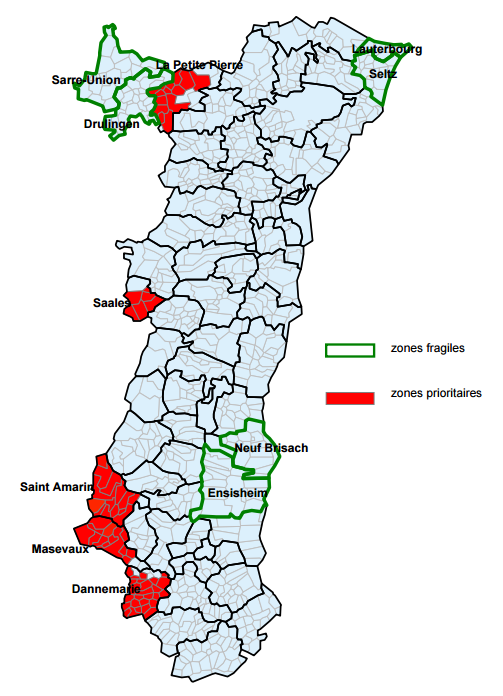 La Petite Pierre
Lauterbourg
Sarre-Union
Seltz
Drulingen
Saales
zones fragiles
zones prioritaires
Neuf Brisach
Saint Amarin
Ensisheim
Masevaux
Dannemarie